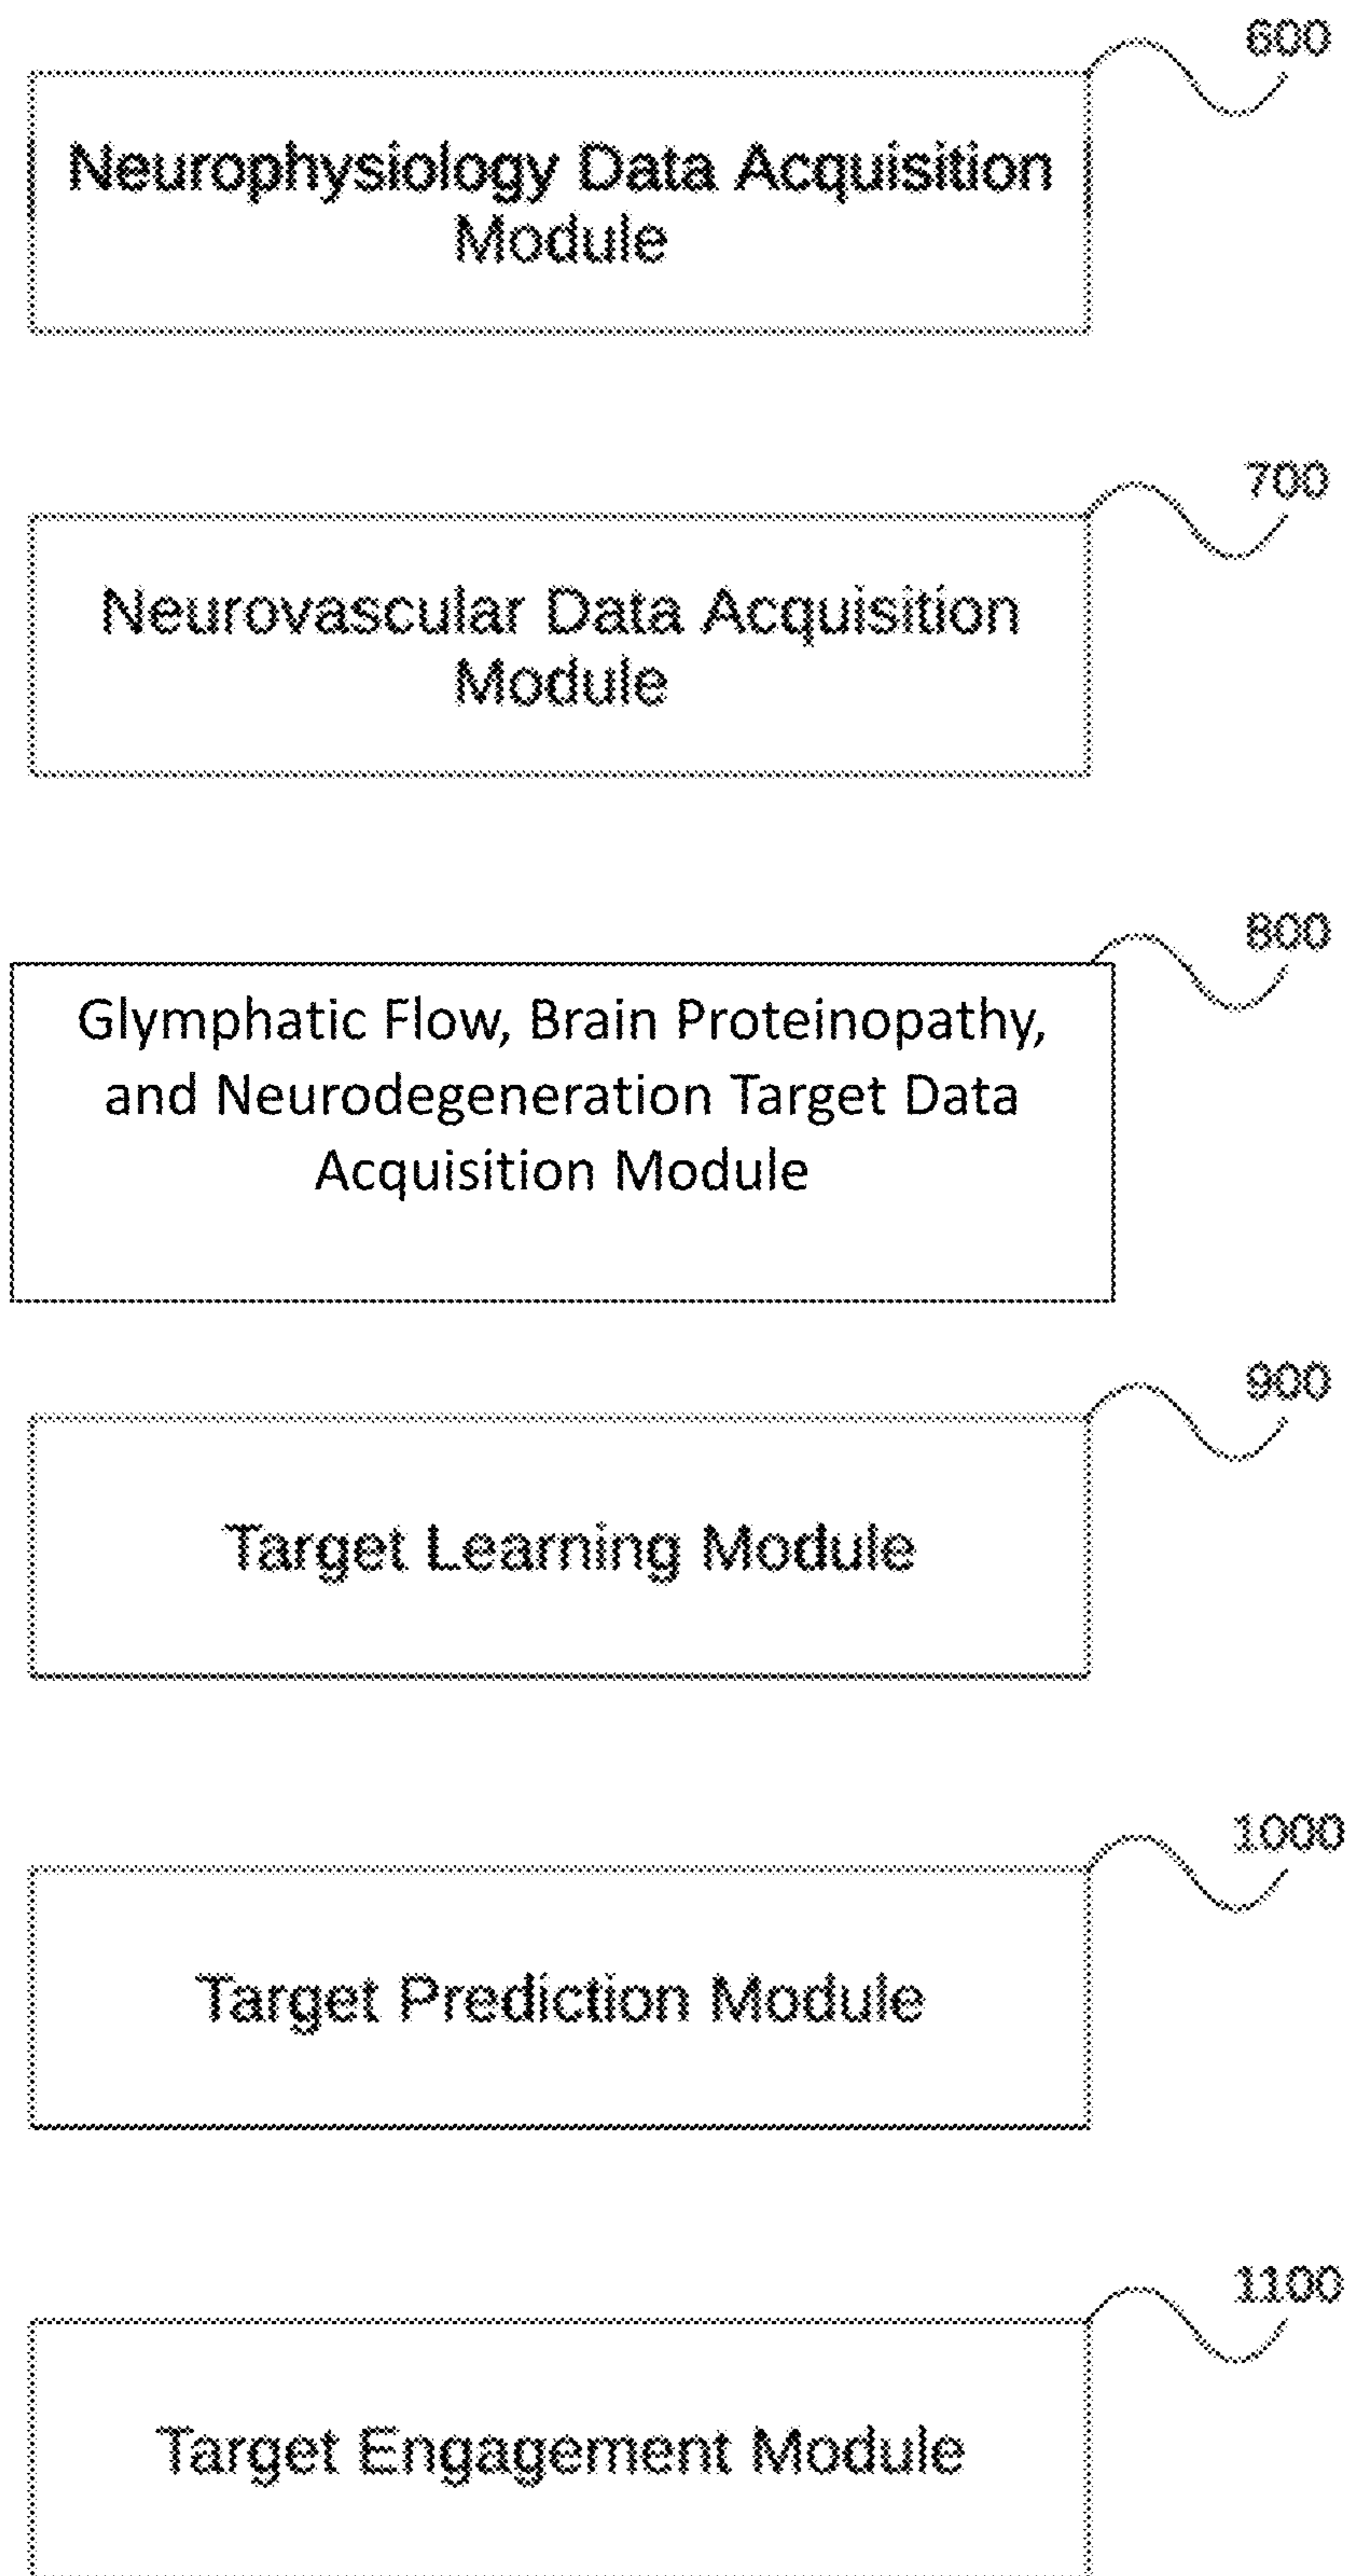 600
Neurophysiology Data Acquisition
Module
700
Neurovascular Data Acquisition
Module
800
Glymphatic Flow, Brain Proteinopathy,
and Neurodegeneration Target Data
Acquisition Module
900
Target Learning Module
1000
Target Prediction Module
1100
Target Engagement Module